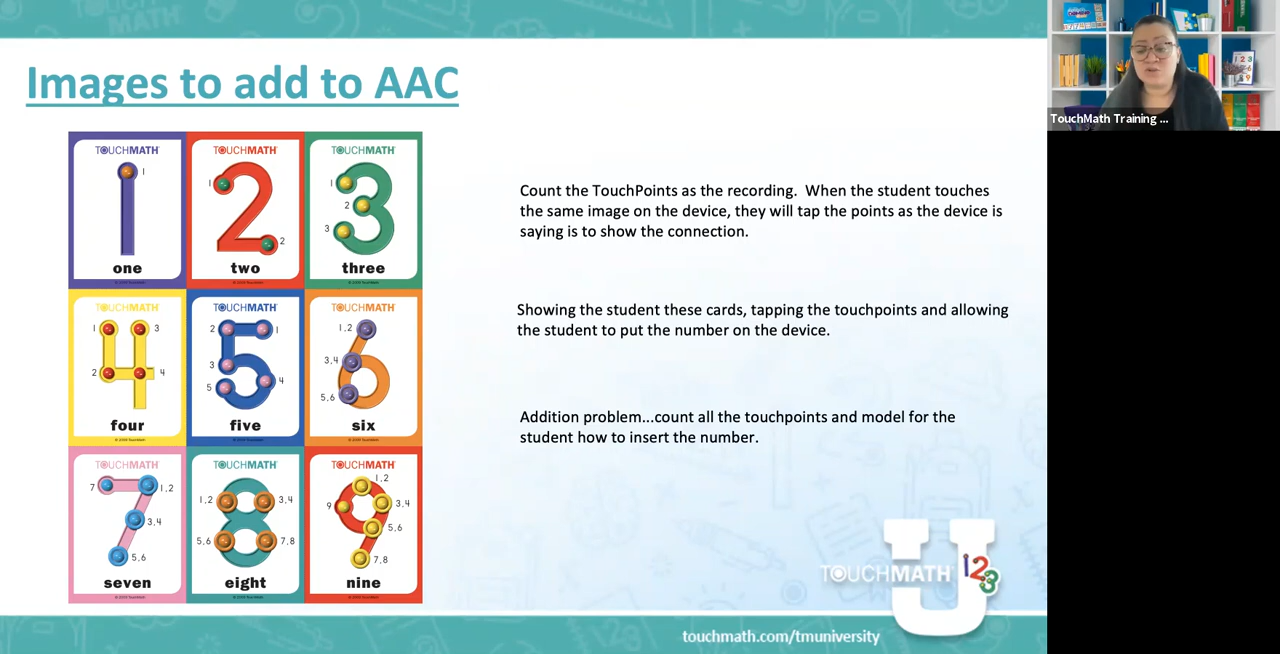 Images to add to AAC
TOUCHMATH
1
one
TOUCHMATH
1
2
two
TOUCHMATH
1
2
3
three
TOUCHMATH
1
3
2
4
four
TOUCHMATH
2
1
3
4
5
five
TOUCHMATH
1,2
3,4
5,6
six
TOUCHMATH
7
1,2
3,4
5,6
seven
TOUCHMATH
1,2
3,4
5,6
7,8
eight
TOUCHMATH
1,2
9
3,4
5,6
7,8
nine
Count the TouchPoints as the recording. When the student touches
the same image on the device, they will tap the points as the device is
saying is to show the connection.
Showing the student these cards, tapping the touchpoints and allowing
the student to put the number on the device.
Addition problem...count all the touchpoints and model for the
student how to insert the number.
TOUCHMATH
U
123
touchmath.com/tmuniversity
TouchMath Training ...